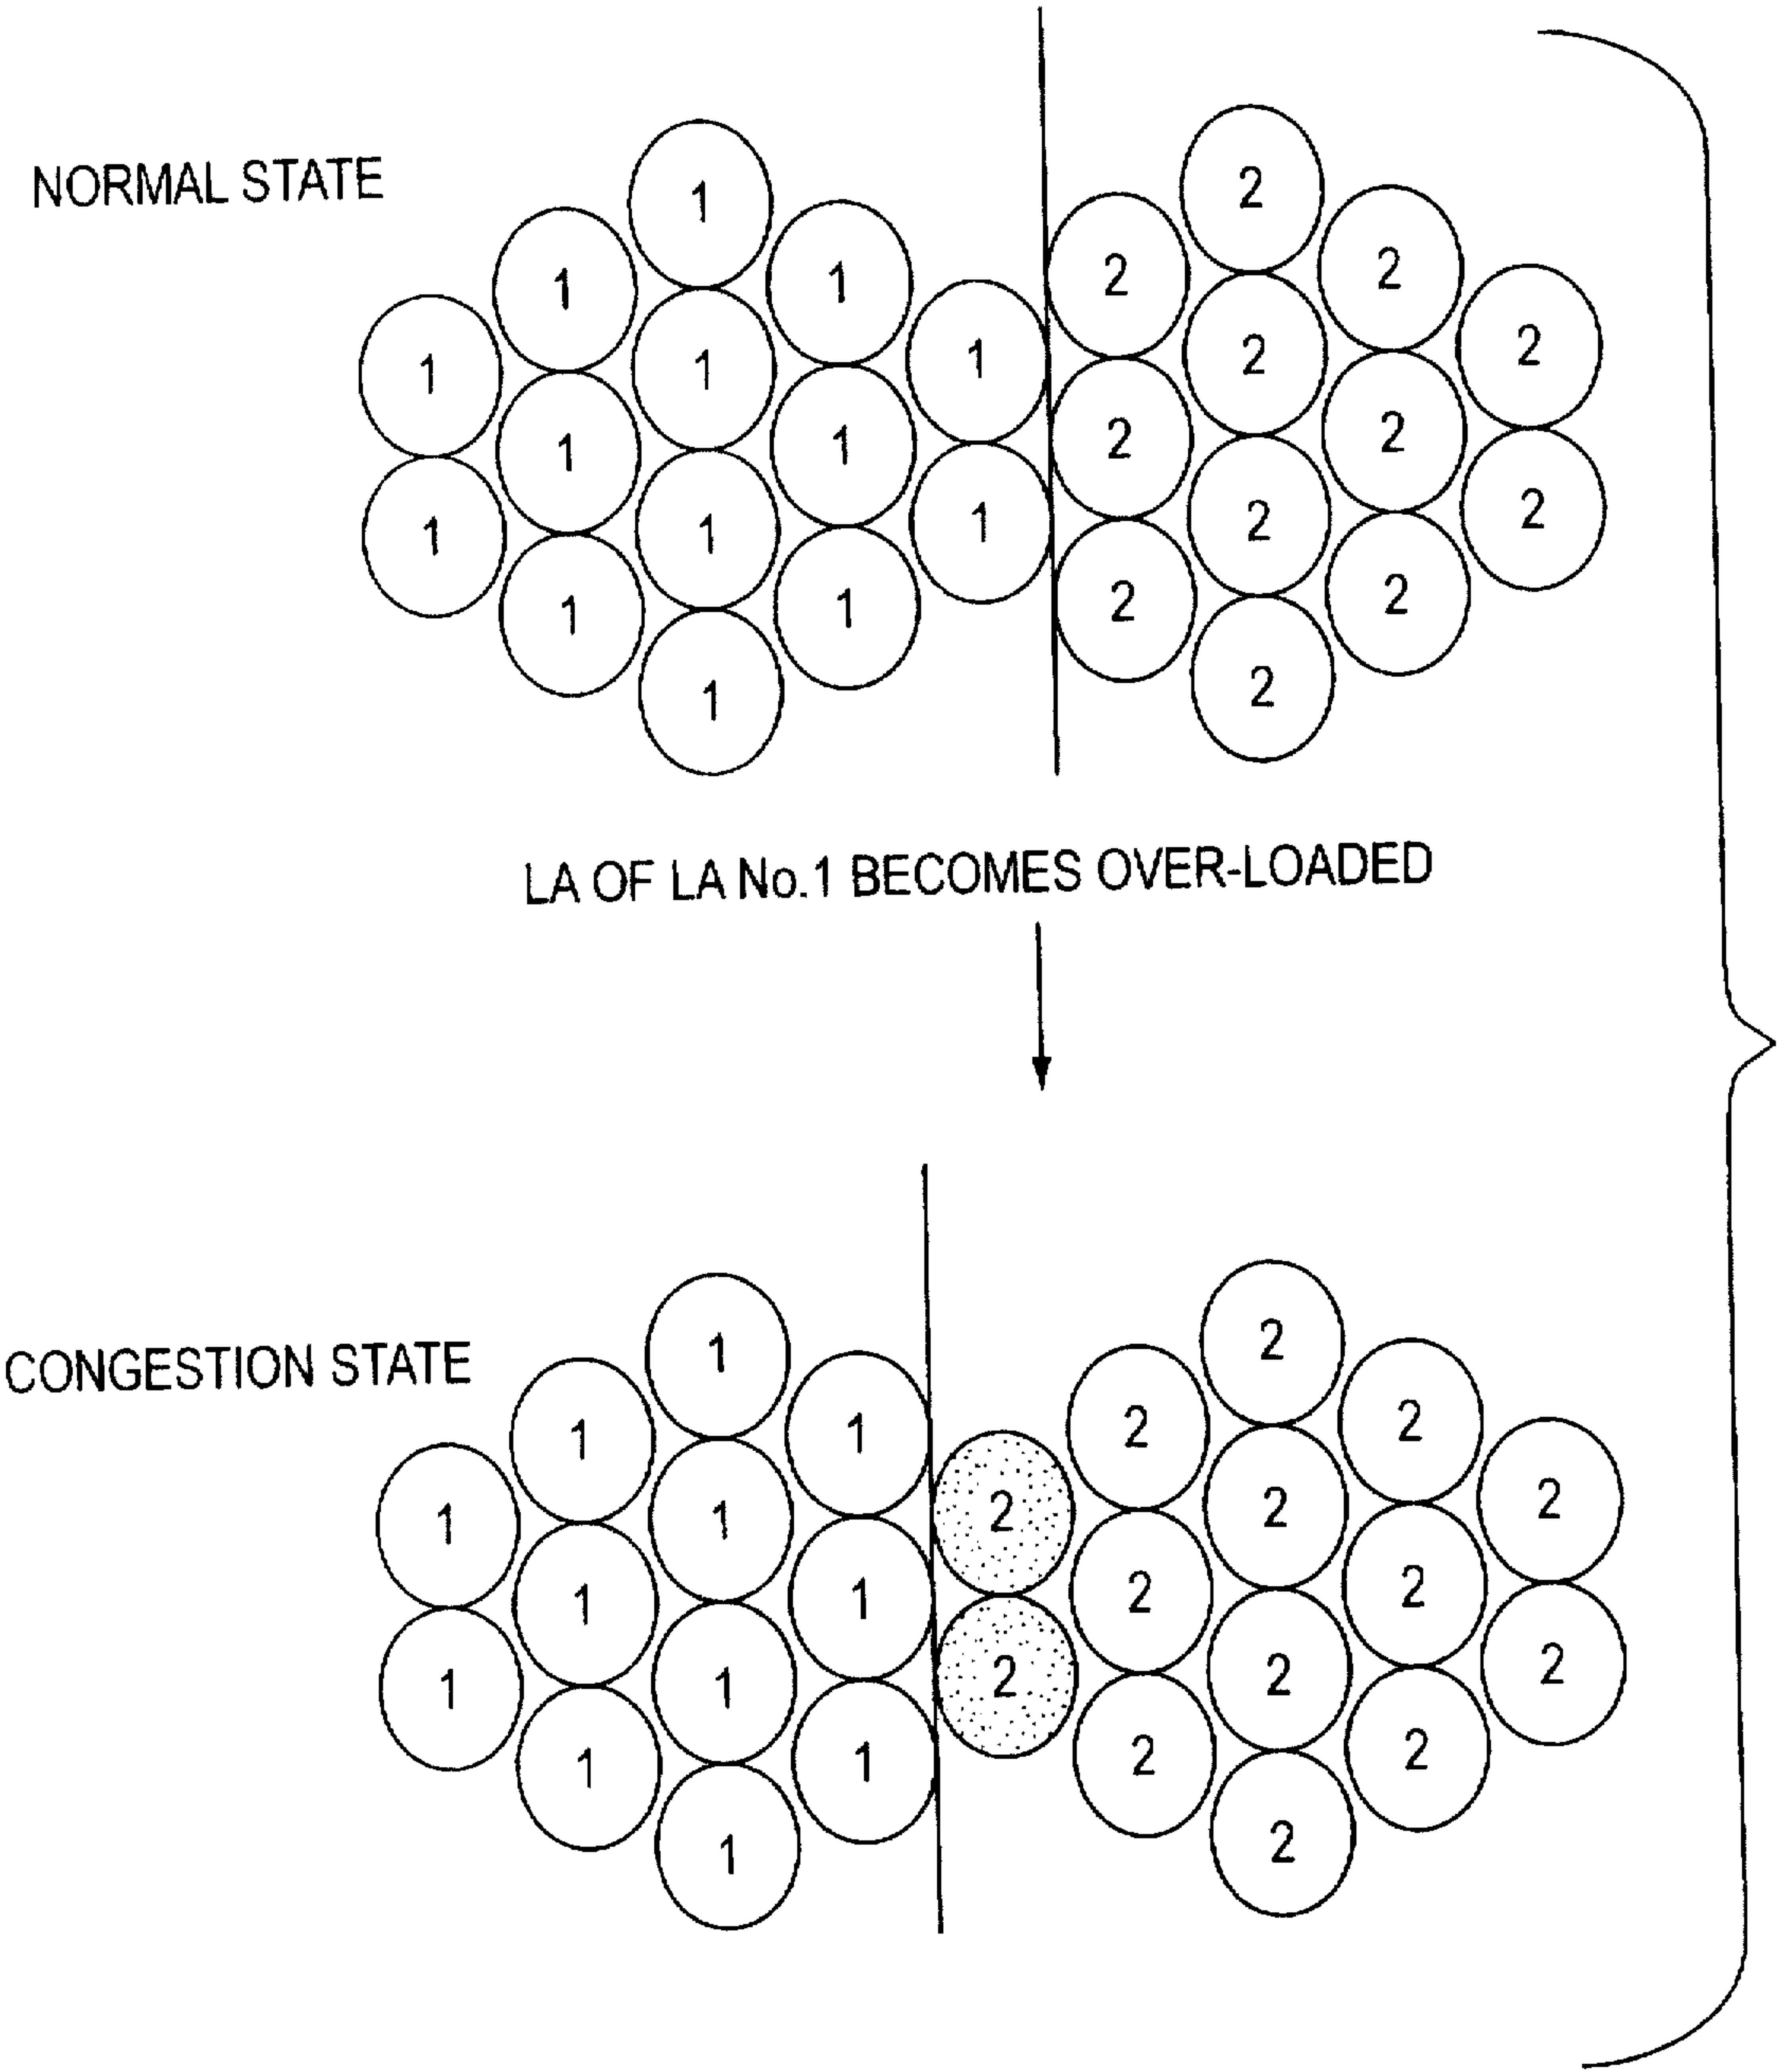 NORMAL STATE
1 2
1 1 2 2
1 1 1 2 2
1 1 2 2
1 1 1 2 2
1 1 2 2
1 2
LA OF LA No.1 BECOMES OVER-LOADED
CONGESTION STATE
1 2
1 1 2 2
1 1 2 2 2
1 1 2 2
1 1 2 2 2
1 1 2 2
1 2